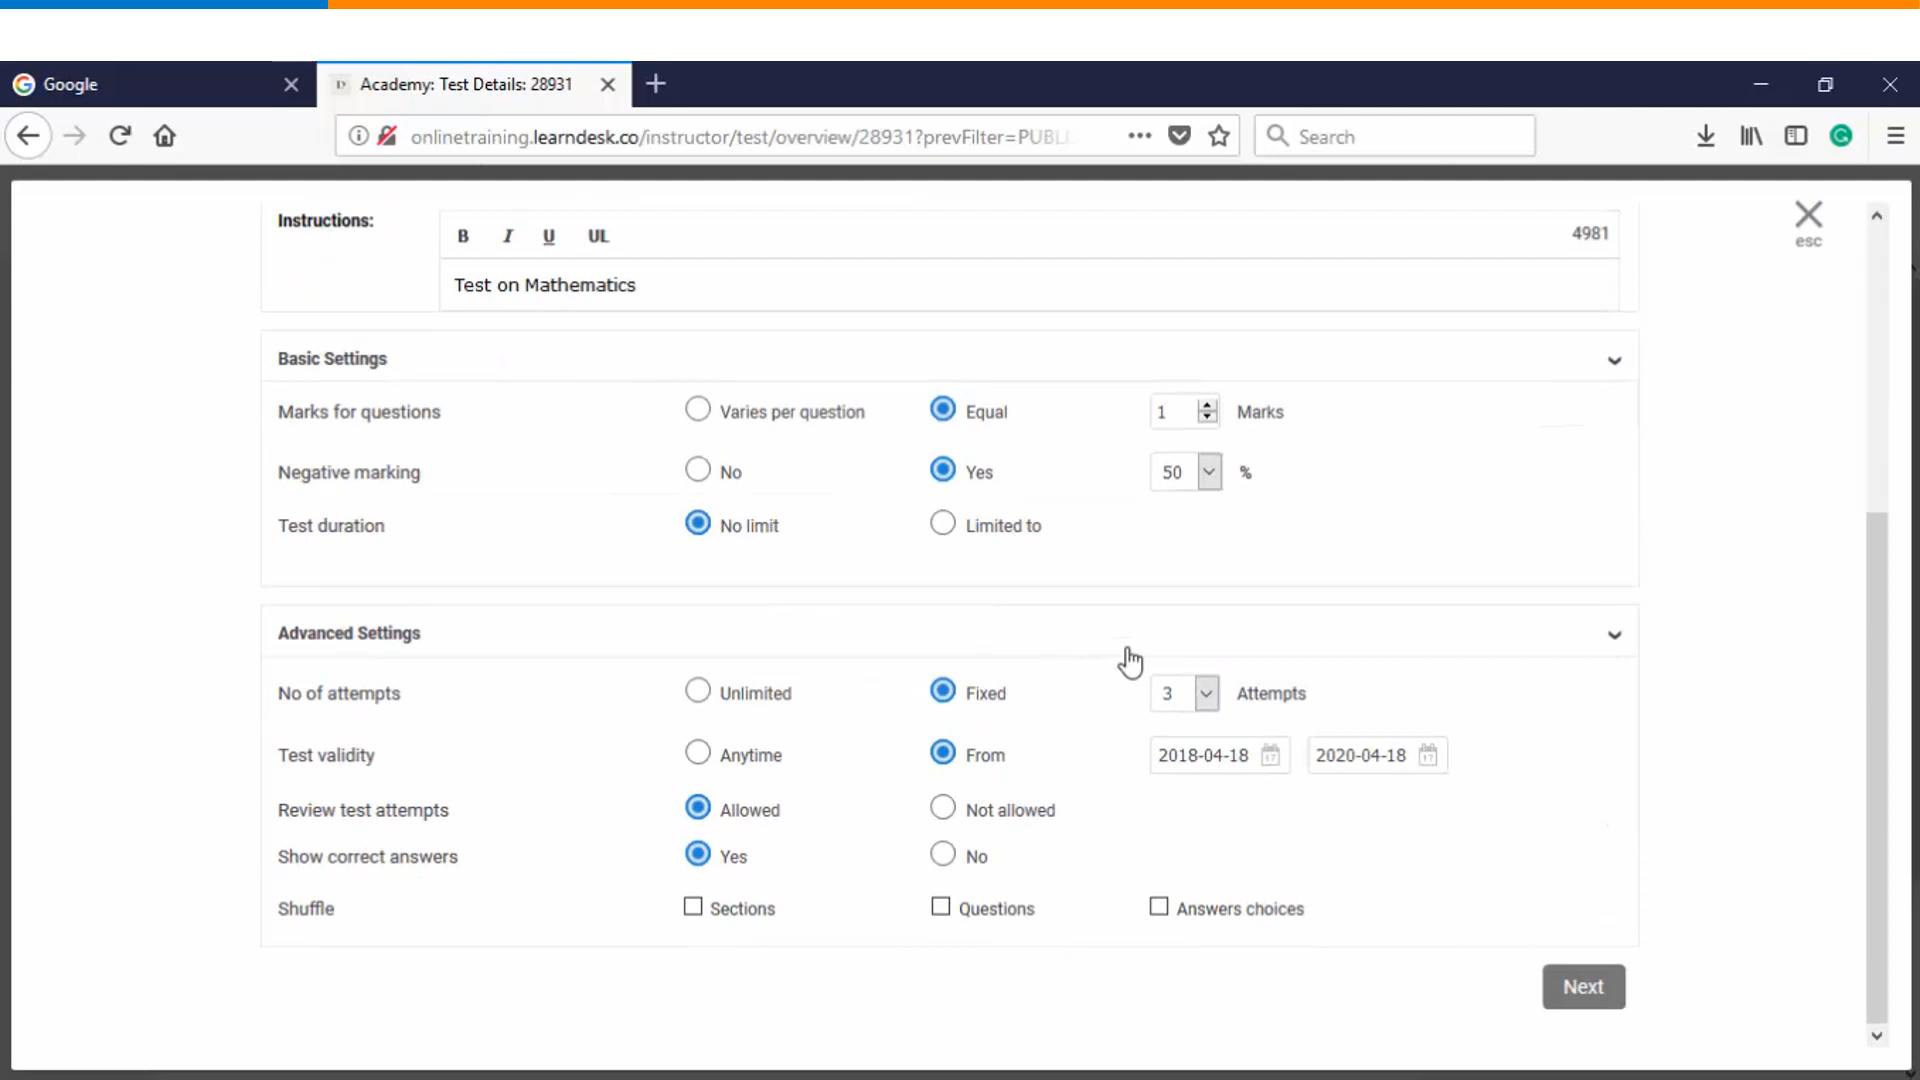 Google
Academy: Test Details: 28931
onlinetraining.learndesk.co/instructor/test/overview/28931?prevFilter=PUBLI
Search
Instructions:
B I U UL
4981
Test on Mathematics
esc
Basic Settings
Marks for questions Varies per question Equal 1 Marks
Negative marking No Yes 50 %
Test duration No limit Limited to
Advanced Settings
No of attempts Unlimited Fixed 3 Attempts
Test validity Anytime From 2018-04-18 2020-04-18
Review test attempts Allowed Not allowed
Show correct answers Yes No
Shuffle Sections Questions Answers choices
Next